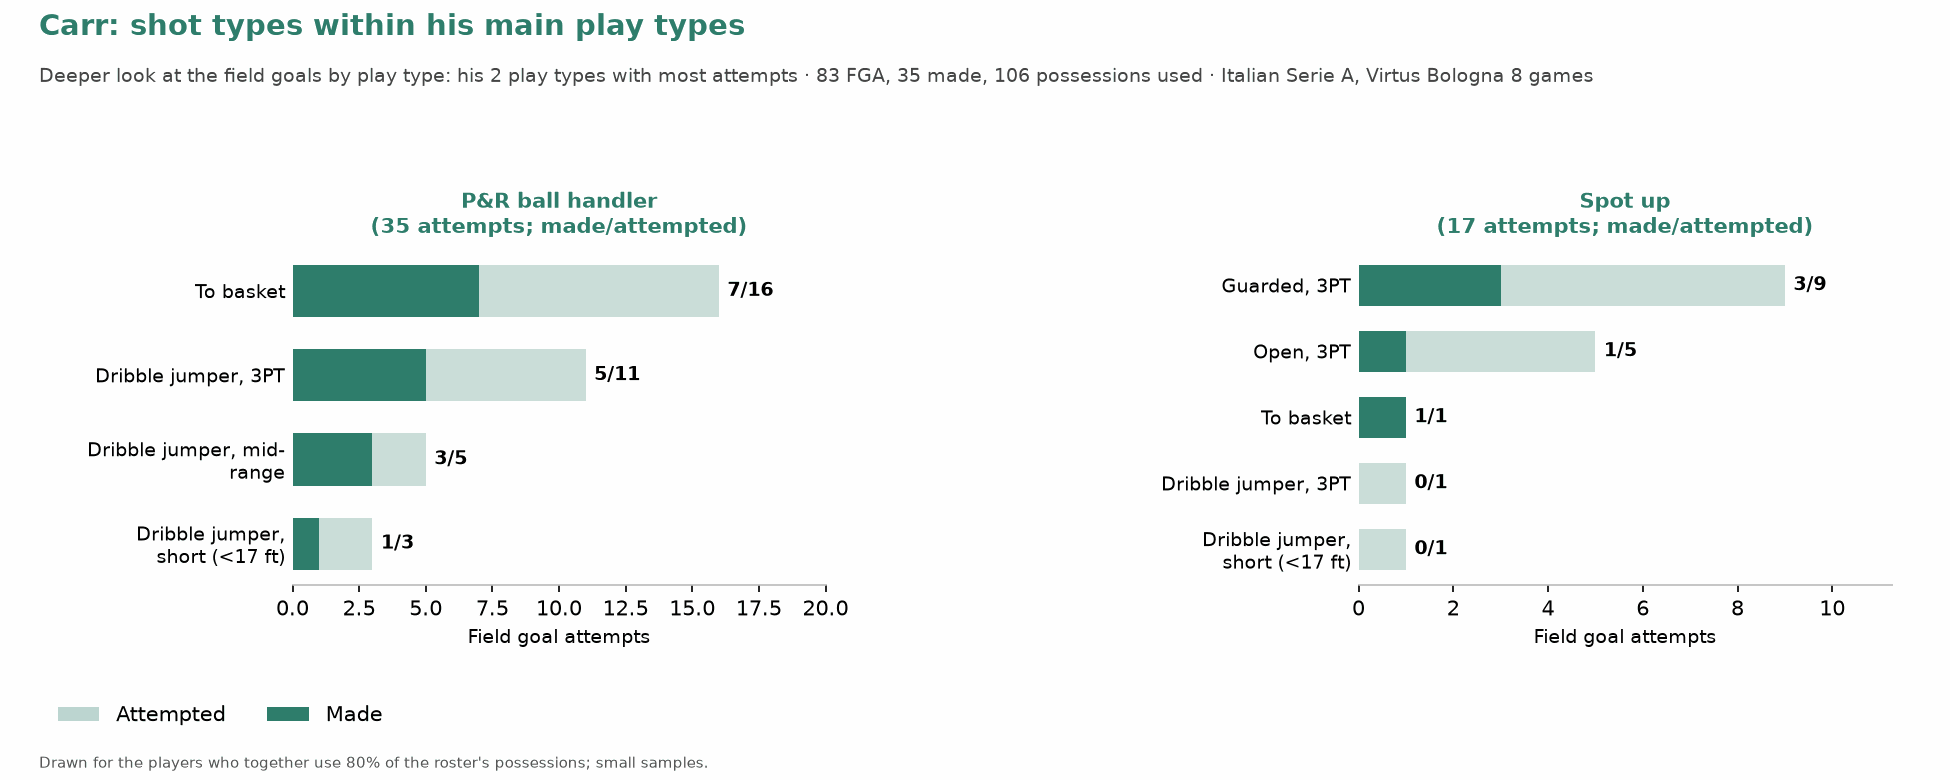 Carr: shot types within his main play types
Deeper look at the field goals by play type: his 2 play types with most attempts · 83 FGA, 35 made, 106 possessions used · Italian Serie A, Virtus Bologna 8 games
P&R ball handler
(35 attempts; made/attempted)
To basket
7/16
Dribble jumper, 3PT
5/11
Dribble jumper, mid-
range
3/5
Dribble jumper,
short (<17 ft)
1/3
0.0 2.5 5.0 7.5 10.0 12.5 15.0 17.5 20.0
Field goal attempts
Spot up
(17 attempts; made/attempted)
Guarded, 3PT
3/9
Open, 3PT
1/5
To basket
1/1
Dribble jumper, 3PT
0/1
Dribble jumper,
short (<17 ft)
0/1
0 2 4 6 8 10
Field goal attempts
Attempted
Made
Drawn for the players who together use 80% of the roster's possessions; small samples.